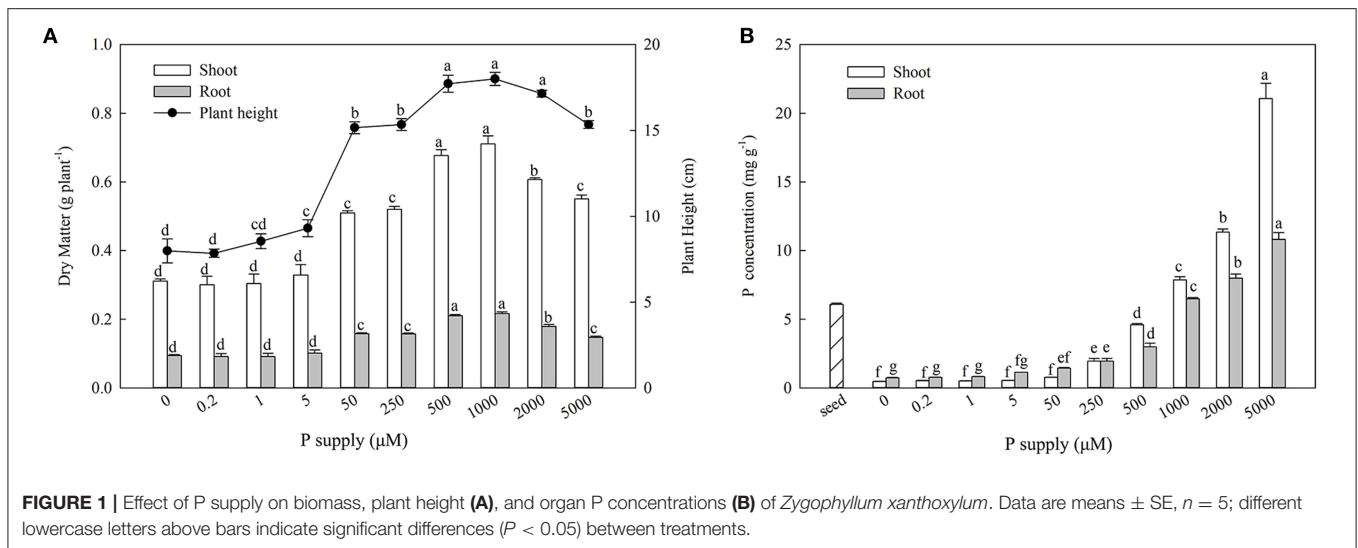 A
1.0
0.8
0.6
0.4
0.2
0.0
Dry Matter (g plant-1)
Shoot
Root
Plant height
d d cd c b b a a a b
d d d d c c a a b c
d d d d c c a a b c
20
15
10
5
0
Plant Height (cm)
0 0.2 1 5 50 250 500 1000 2000 5000
P supply (μM)
B
25
20
15
10
5
0
P concentration (mg g-1)
Shoot
Root
f g f g f g f fg f ef e e d d c c b b a a
seed 0 0.2 1 5 50 250 500 1000 2000 5000
P supply (μM)
FIGURE 1 | Effect of P supply on biomass, plant height (A), and organ P concentrations (B) of Zygophyllum xanthoxylum. Data are means ± SE, n = 5; different
lowercase letters above bars indicate significant differences (P < 0.05) between treatments.